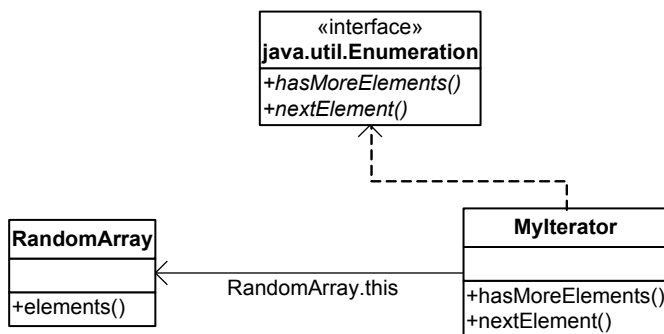 «interface»
java.util.Enumeration
+hasMoreElements()
+nextElement()
RandomArray
+elements()
RandomArray.this
MyIterator
+hasMoreElements()
+nextElement()